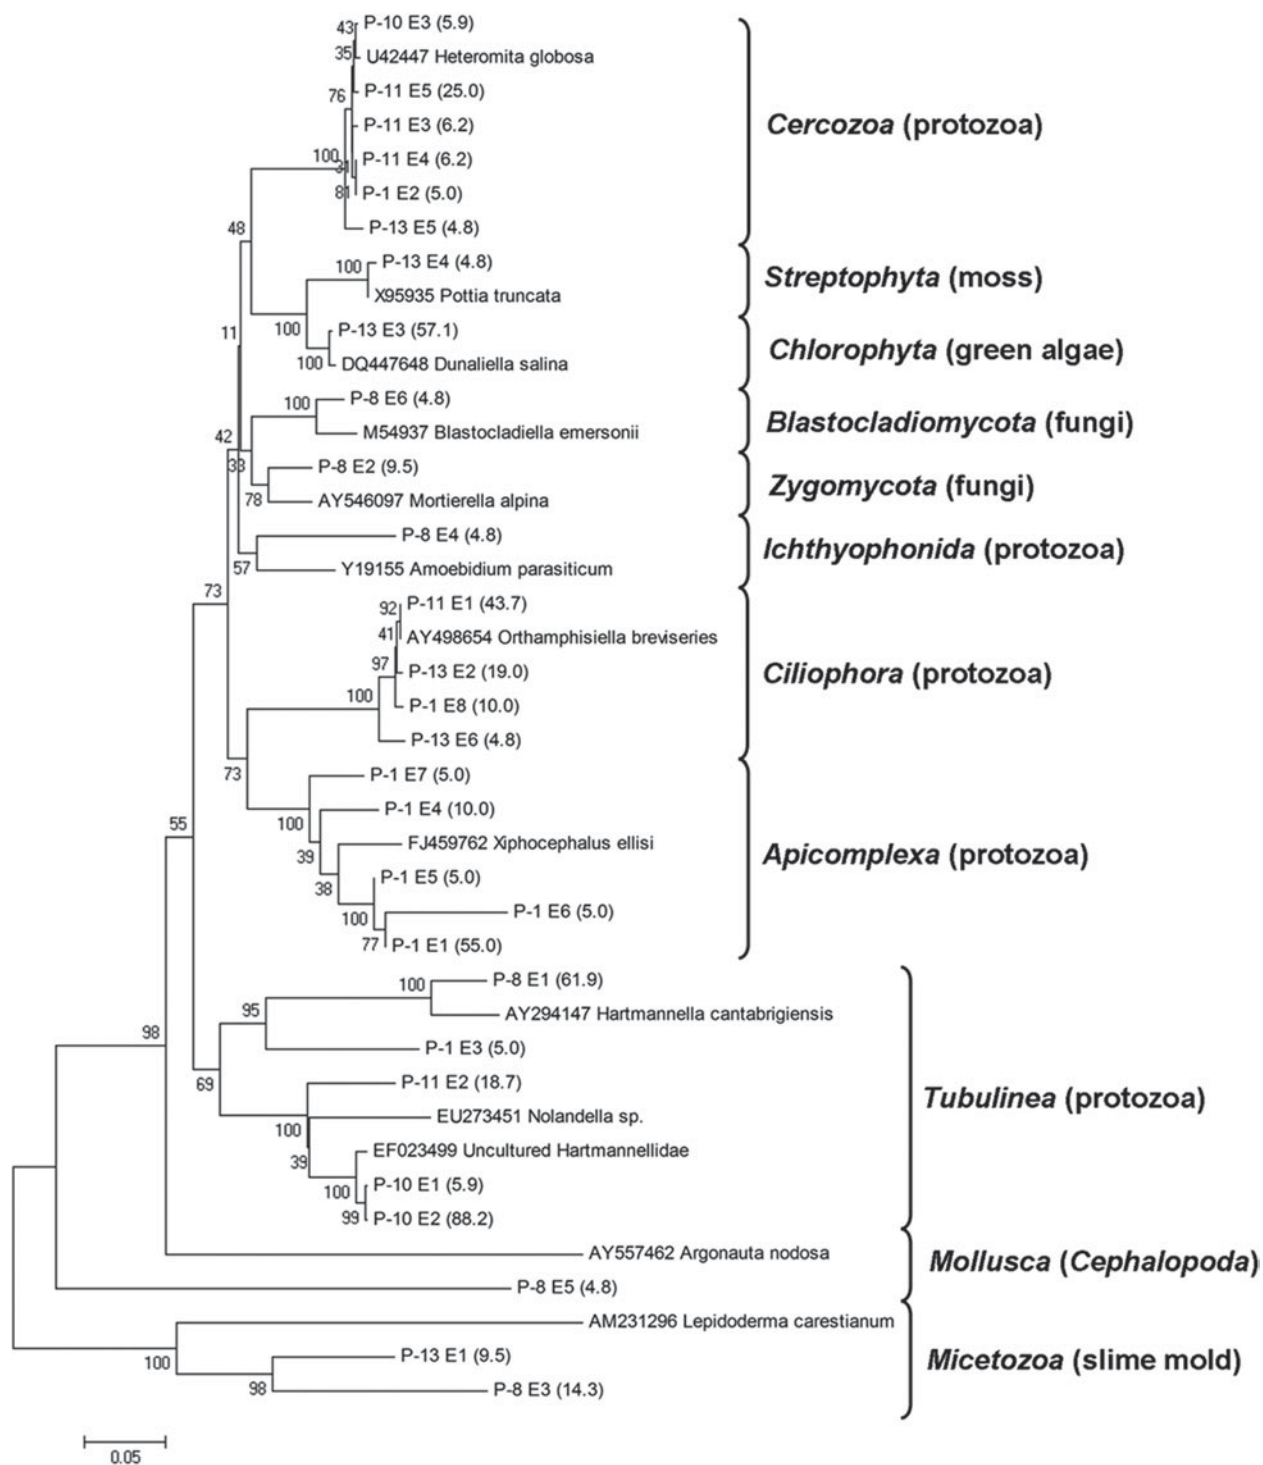 43
P-10 E3 (5.9)
35
U42447 Heteromita globosa
76
P-11 E5 (25.0)
P-11 E3 (6.2)
100
P-11 E4 (6.2)
81
P-1 E2 (5.0)
P-13 E5 (4.8)
Cercozoa (protozoa)
48
100
P-13 E4 (4.8)
X95935 Pottia truncata
Streptophyta (moss)
11
100
P-13 E3 (57.1)
100
DQ447648 Dunaliella salina
Chlorophyta (green algae)
100
P-8 E6 (4.8)
M54937 Blastocladiella emersonii
Blastocladiomycota (fungi)
42
33
P-8 E2 (9.5)
78
AY546097 Mortierella alpina
Zygomycota (fungi)
P-8 E4 (4.8)
57
Y19155 Amoebidium parasiticum
Ichthyophonida (protozoa)
73
92
P-11 E1 (43.7)
41
AY498654 Orthamphisiella breviseries
97
P-13 E2 (19.0)
100
P-1 E8 (10.0)
P-13 E6 (4.8)
Ciliophora (protozoa)
73
P-1 E7 (5.0)
100
P-1 E4 (10.0)
39
FJ459762 Xiphocephalus ellisi
38
P-1 E5 (5.0)
100
P-1 E6 (5.0)
77
P-1 E1 (55.0)
Apicomplexa (protozoa)
55
100
P-8 E1 (61.9)
95
AY294147 Hartmannella cantabrigiensis
98
P-1 E3 (5.0)
69
P-11 E2 (18.7)
100
EU273451 Nolandella sp.
39
EF023499 Uncultured Hartmannellidae
100
P-10 E1 (5.9)
99
P-10 E2 (88.2)
Tubulinea (protozoa)
AY557462 Argonauta nodosa
P-8 E5 (4.8)
Mollusca (Cephalopoda)
AM231296 Lepidoderma carestianum
100
P-13 E1 (9.5)
98
P-8 E3 (14.3)
Micetozoa (slime mold)
0.05